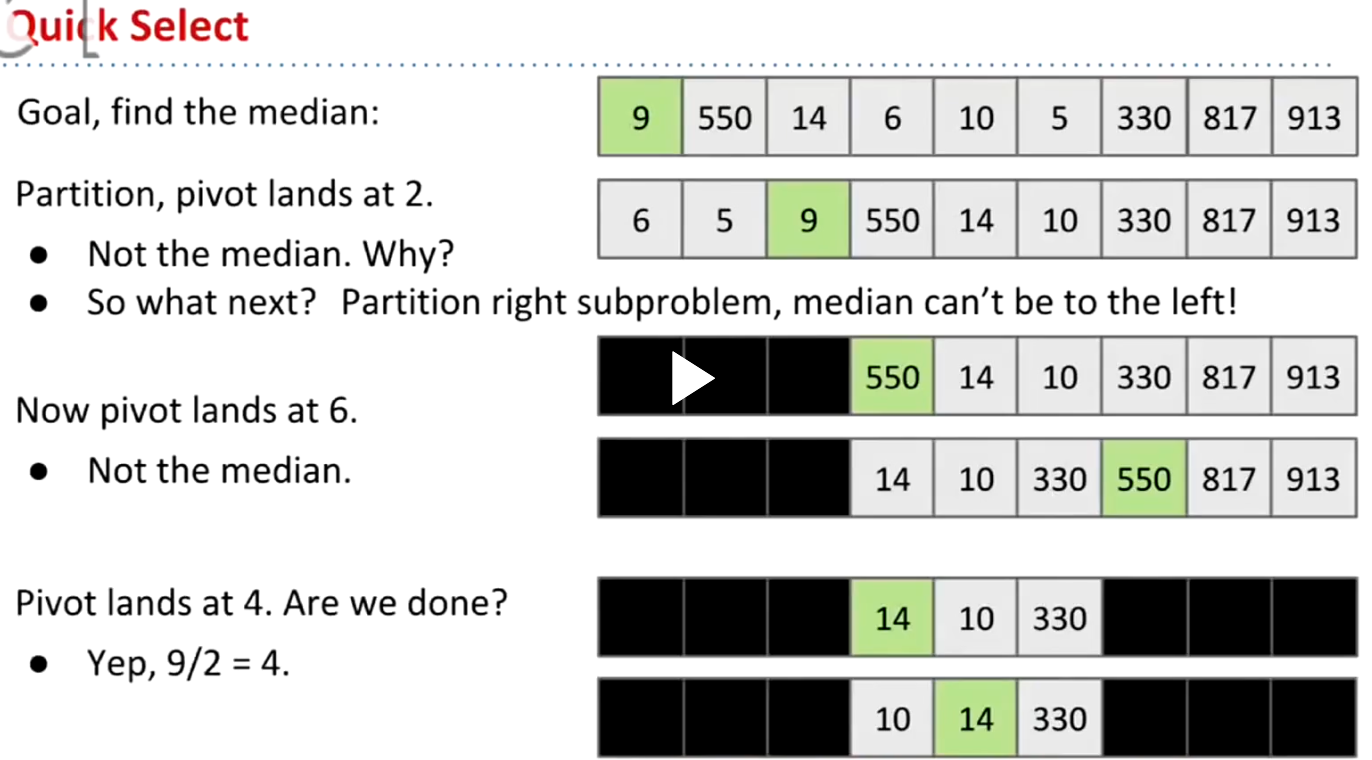 Quick Select
Goal, find the median:
9 550 14 6 10 5 330 817 913
Partition, pivot lands at 2.
6 5 9 550 14 10 330 817 913
● Not the median. Why?
● So what next? Partition right subproblem, median can't be to the left!
550 14 10 330 817 913
Now pivot lands at 6.
● Not the median.
14 10 330 550 817 913
Pivot lands at 4. Are we done?
14 10 330
● Yep, 9/2 = 4.
10 14 330